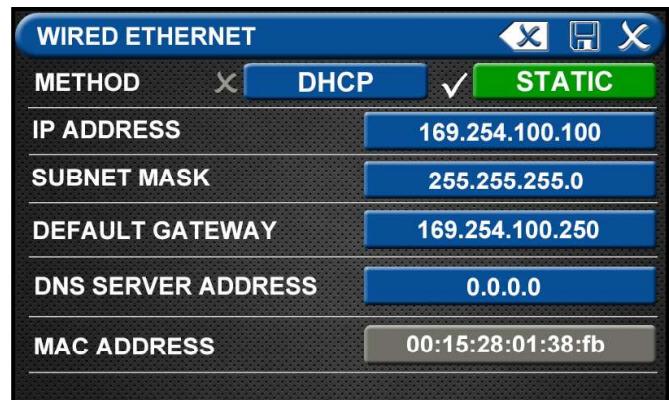 WIRED ETHERNET
METHOD DHCP STATIC
IP ADDRESS 169.254.100.100
SUBNET MASK 255.255.255.0
DEFAULT GATEWAY 169.254.100.250
DNS SERVER ADDRESS 0.0.0.0
MAC ADDRESS 00:15:28:01:38:fb